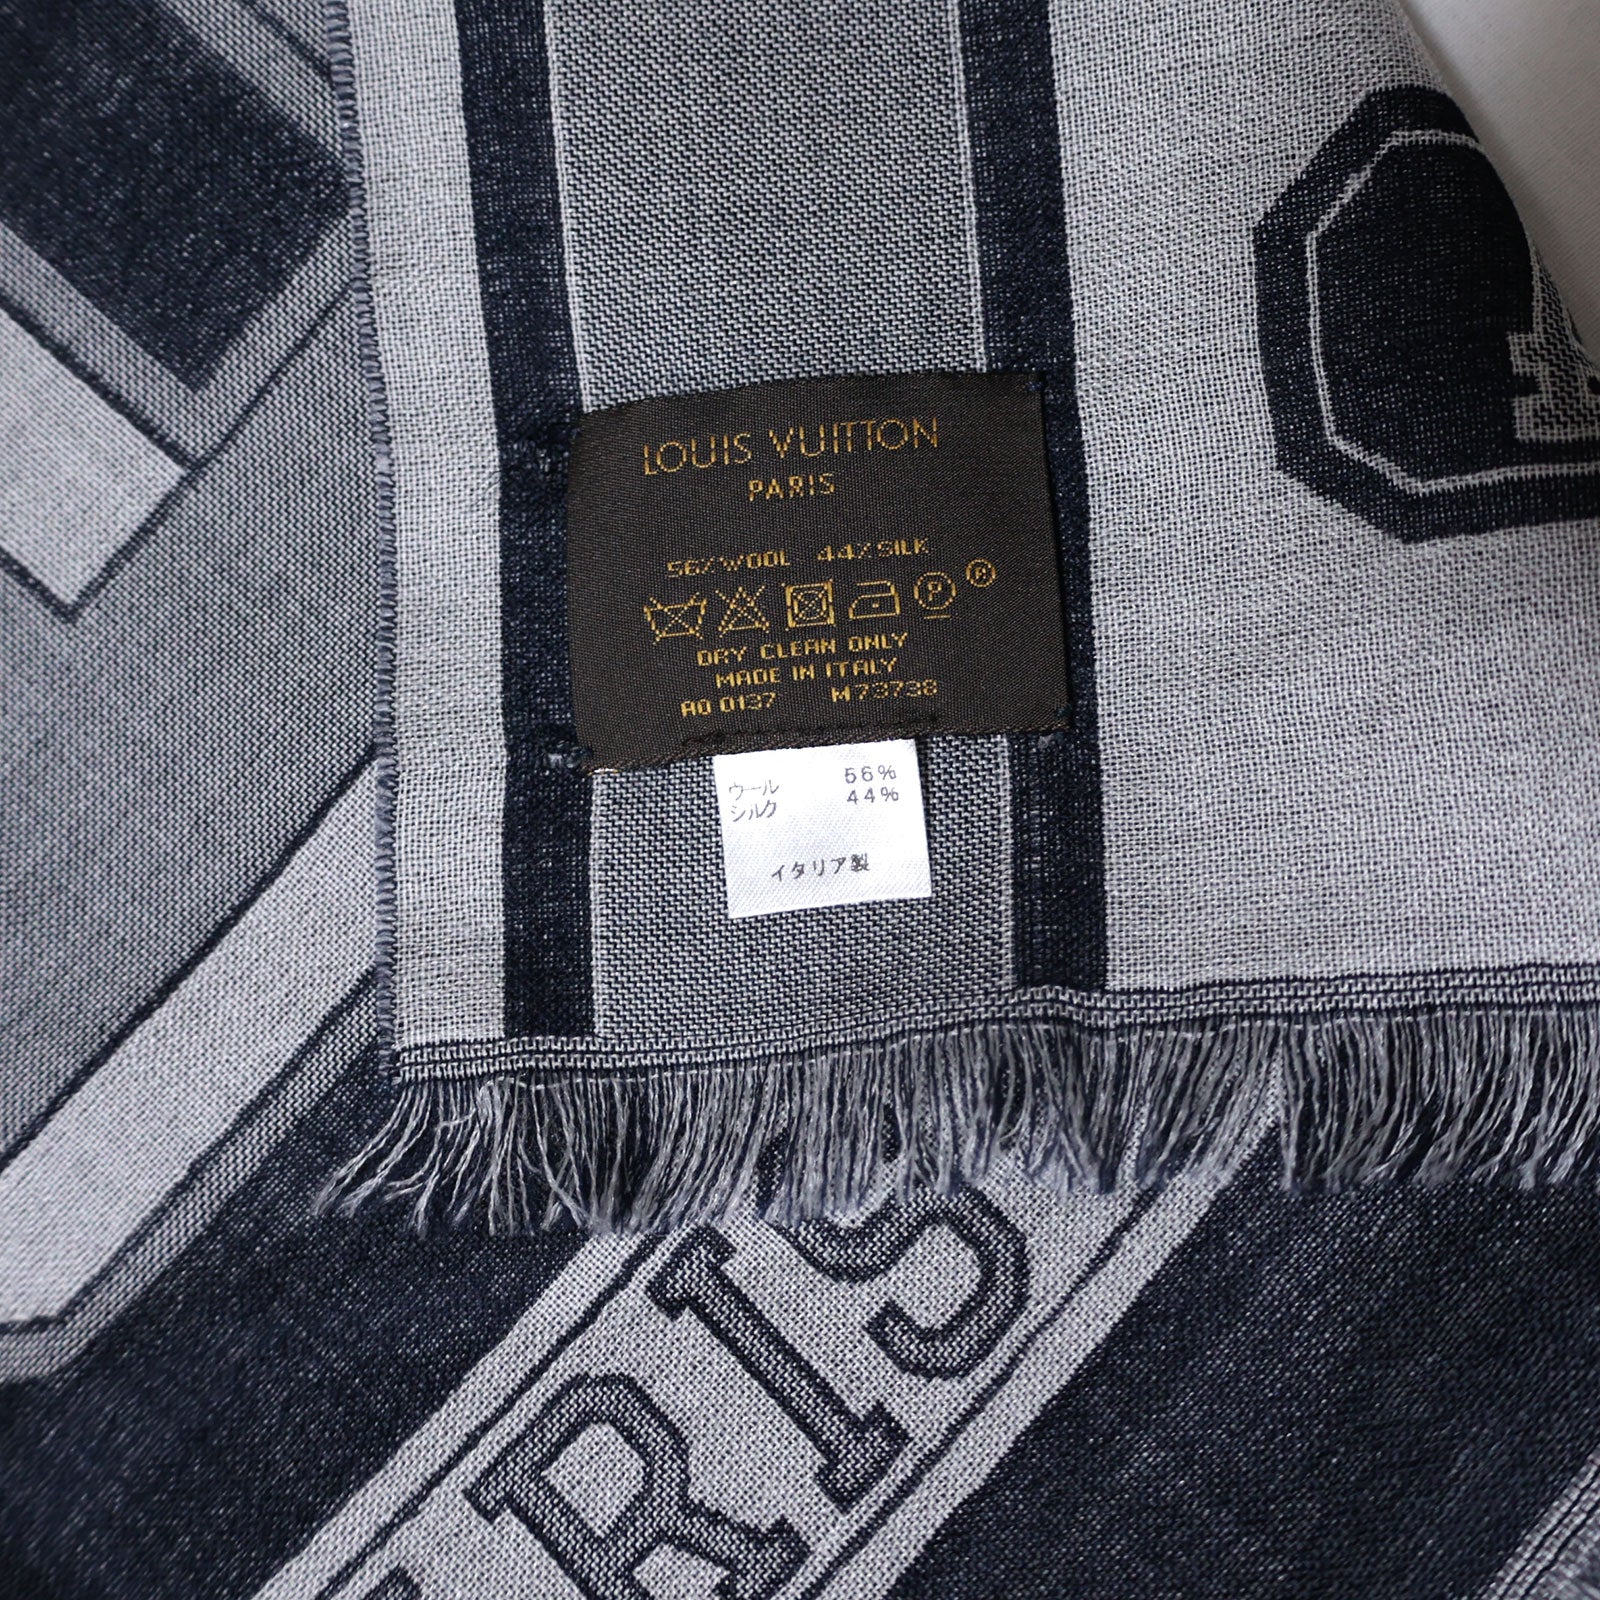 LOUIS VUITTON
PARIS
56% WOOL 44% SILK
P ®
DRY CLEAN ONLY
MADE IN ITALY
AO 0137 M73738
ウール 56%
シルク 44%
イタリア製
RIS